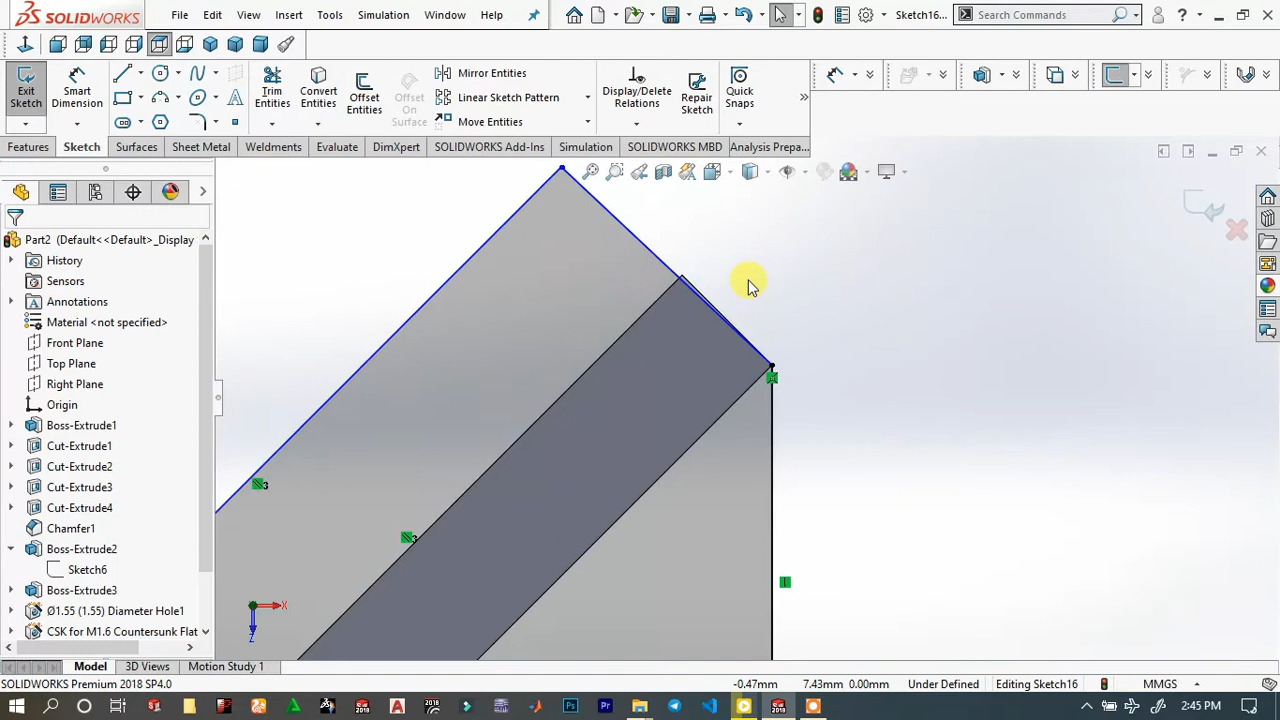 SOLIDWORKS File Edit View Insert Tools Simulation Window Help Sketch16... Search Commands ?
Exit Sketch
Smart Dimension
Trim Entities
Convert Entities
Offset Entities
Offset On Surface
Mirror Entities
Linear Sketch Pattern
Move Entities
Display/Delete Relations
Repair Sketch
Quick Snaps
Features Sketch Surfaces Sheet Metal Weldments Evaluate DimXpert SOLIDWORKS Add-Ins Simulation SOLIDWORKS MBD Analysis Prepa...
Part2 (Default<<Default>_Display
History
Sensors
Annotations
Material <not specified>
Front Plane
Top Plane
Right Plane
Origin
Boss-Extrude1
Cut-Extrude1
Cut-Extrude2
Cut-Extrude3
Cut-Extrude4
Chamfer1
Boss-Extrude2
Sketch6
Boss-Extrude3
Ø1.55 (1.55) Diameter Hole1
CSK for M1.6 Countersunk Flat
3
3
X
Z
Model 3D Views Motion Study 1
SOLIDWORKS Premium 2018 SP4.0 -0.47mm 7.43mm 0.00mm Under Defined Editing Sketch16 MMGS
2:45 PM